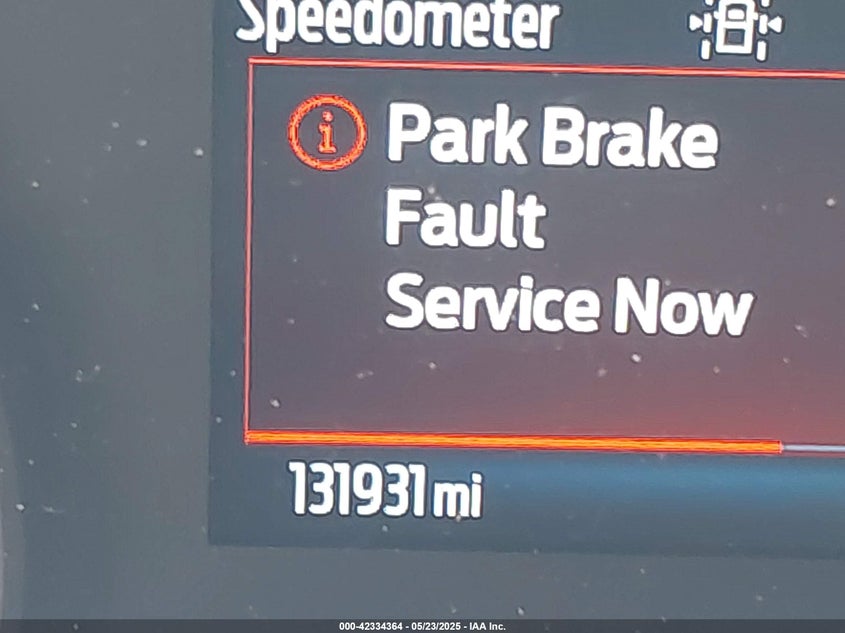 Speedometer
Park Brake
Fault
Service Now
131931 mi
000-42334364 - 05/23/2025 - IAA Inc.